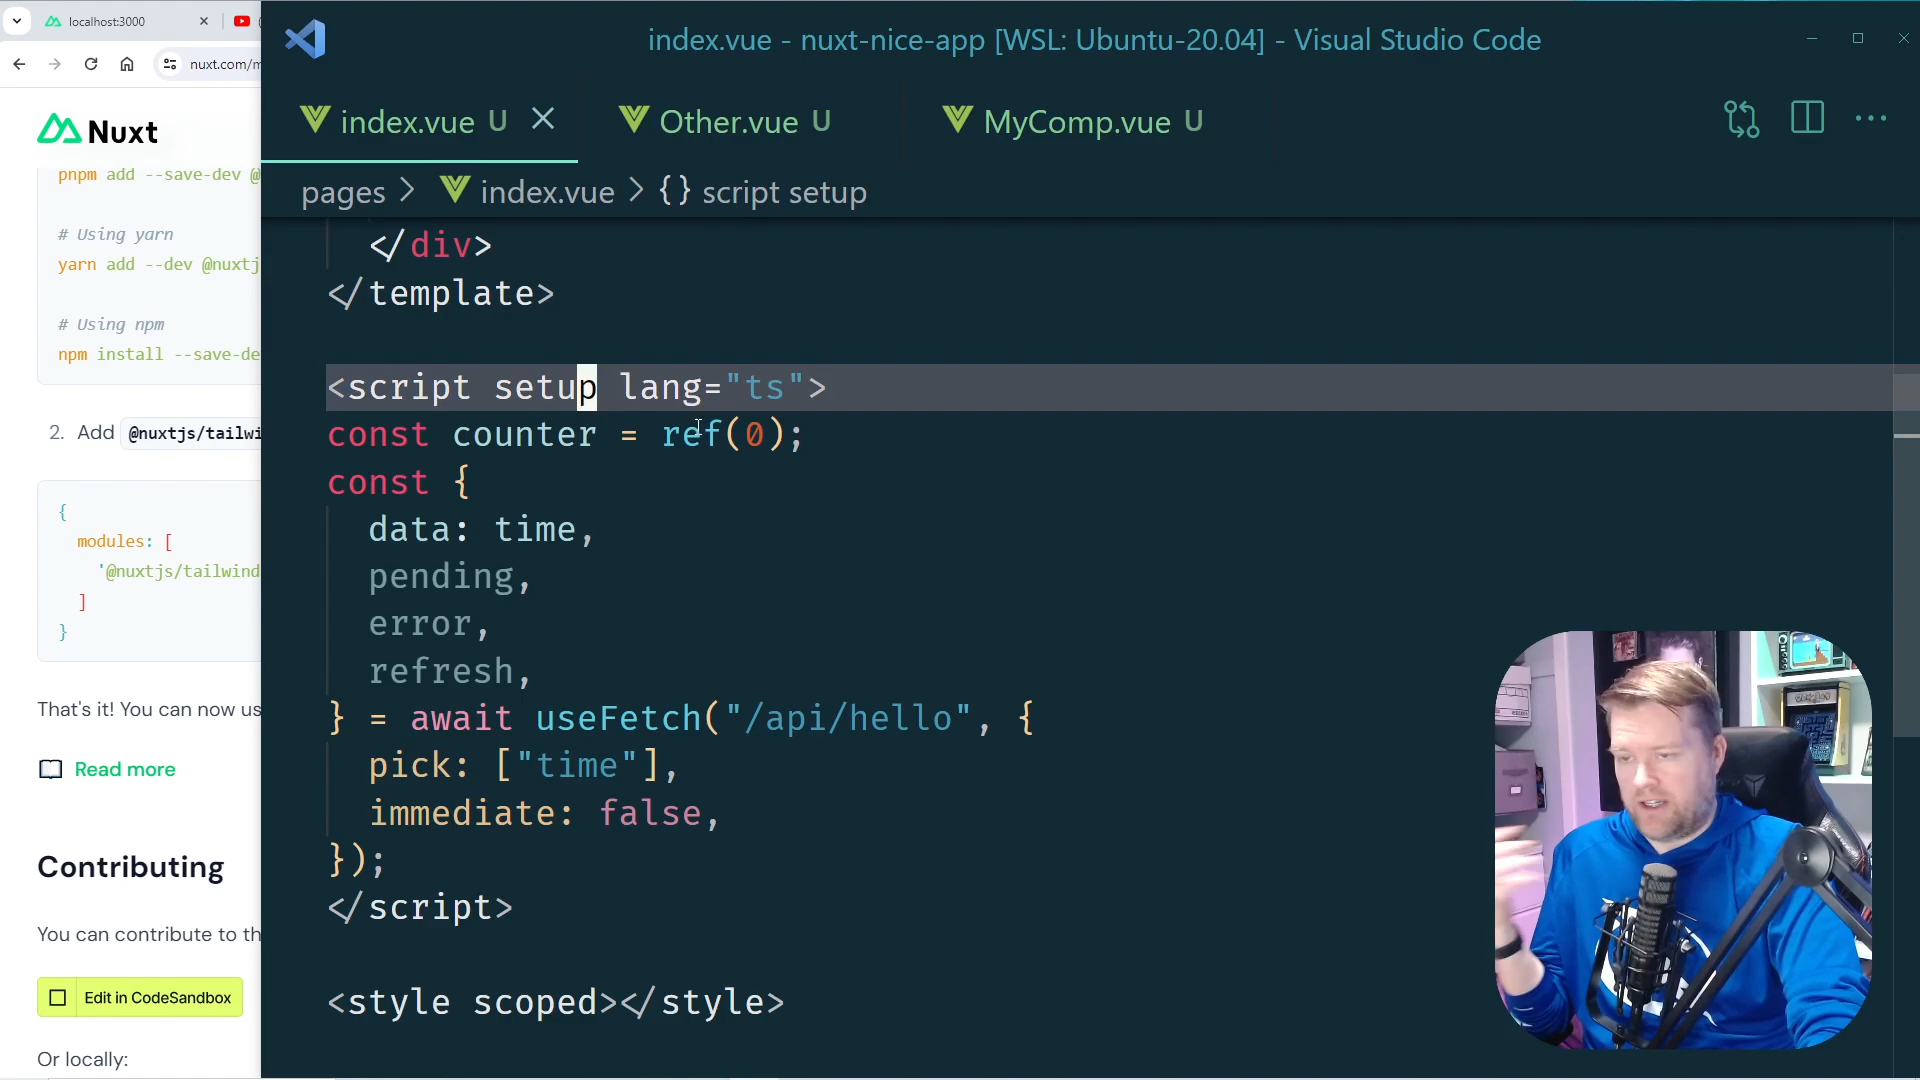 localhost:3000
nuxt.com/m
Nuxt
pnpm add --save-dev @
# Using yarn
yarn add --dev @nuxtj
# Using npm
npm install --save-de
2. Add @nuxtjs/tailwi
{
modules: [
'@nuxtjs/tailwind
]
}
That's it! You can now us
Read more
Contributing
You can contribute to th
Edit in CodeSandbox
Or locally:
index.vue - nuxt-nice-app [WSL: Ubuntu-20.04] - Visual Studio Code
index.vue U
Other.vue U
MyComp.vue U
pages > index.vue > {} script setup
</div>
</template>
<script setup lang="ts">
const counter = ref(0);
const {
data: time,
pending,
error,
refresh,
} = await useFetch("/api/hello", {
pick: ["time"],
immediate: false,
});
</script>
<style scoped></style>